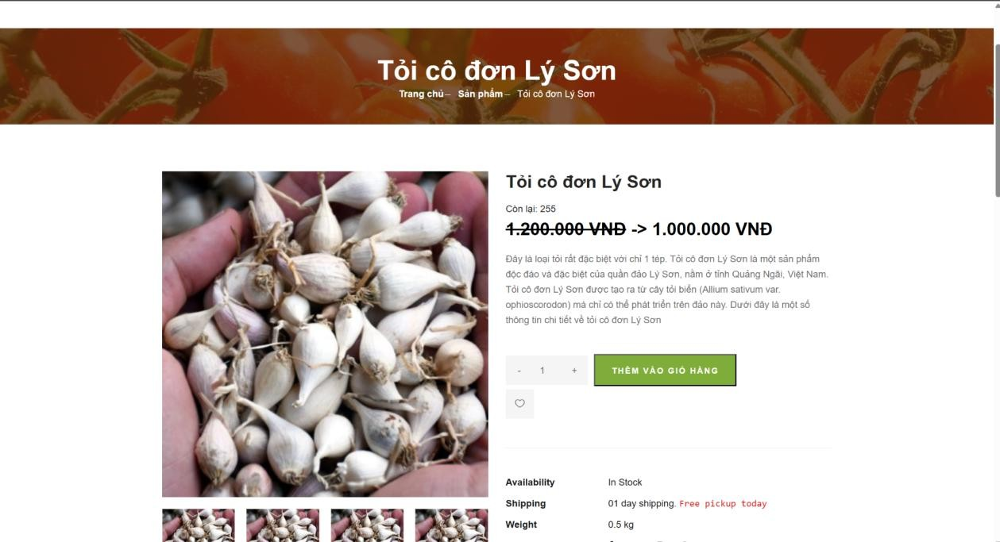 Tỏi cô đơn Lý Sơn
Trang chủ – Sản phẩm – Tỏi cô đơn Lý Sơn
Tỏi cô đơn Lý Sơn
Còn lại: 255
1.200.000 VNĐ -> 1.000.000 VNĐ
Đây là loại tỏi rất đặc biệt với chỉ 1 tép. Tỏi cô đơn Lý Sơn là một sản phẩm
độc đáo và đặc biệt của quần đảo Lý Sơn, nằm ở tỉnh Quảng Ngãi, Việt Nam.
Tỏi cô đơn Lý Sơn được tạo ra từ cây tỏi biển (Allium sativum var.
ophioscorodon) mà chỉ có thể phát triển trên đảo này. Dưới đây là một số
thông tin chi tiết về tỏi cô đơn Lý Sơn
- 1 + THÊM VÀO GIỎ HÀNG
Availability In Stock
Shipping 01 day shipping. Free pickup today
Weight 0.5 kg